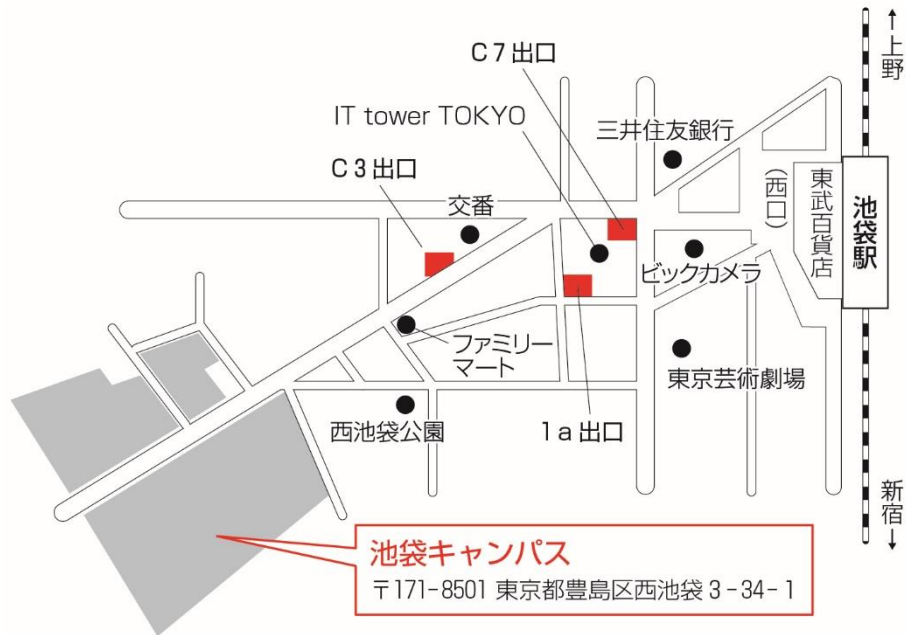 ↑上野
C7出口
IT tower TOKYO
三井住友銀行
C3出口
交番
(西口)
東武百貨店
池袋駅
ビックカメラ
ファミリー
マート
東京芸術劇場
西池袋公園
1a出口
新宿↓
池袋キャンパス
〒171-8501 東京都豊島区西池袋3-34-1